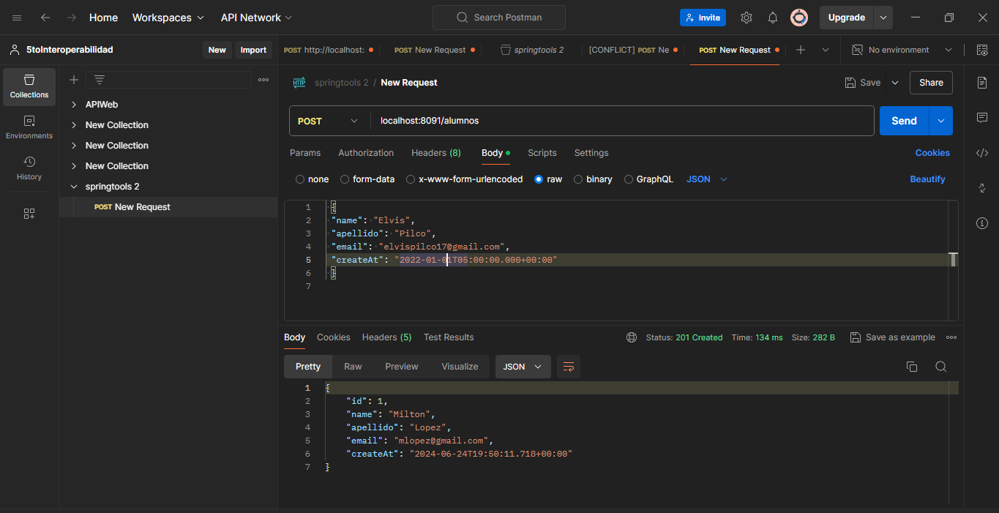 Home Workspaces API Network Search Postman Invite Upgrade
5toInteroperabilidad New Import POST http://localhost: POST New Request springtools 2 [CONFLICT] POST Ne POST New Request No environment
Collections
Environments
History
APIWeb
New Collection
New Collection
New Collection
springtools 2
POST New Request
HTTP springtools 2 / New Request Save Share
POST localhost:8091/alumnos Send
Params Authorization Headers (8) Body Scripts Settings Cookies
none form-data x-www-form-urlencoded raw binary GraphQL JSON Beautify
1 {
2 "name": "Elvis",
3 "apellido": "Pilco",
4 "email": "elvispilco17@gmail.com",
5 "createAt": "2022-01-01T05:00:00.000+00:00"
6 }
7
Body Cookies Headers (5) Test Results Status: 201 Created Time: 134 ms Size: 282 B Save as example
Pretty Raw Preview Visualize JSON
1 {
2 "id": 1,
3 "name": "Milton",
4 "apellido": "Lopez",
5 "email": "mlopez@gmail.com",
6 "createAt": "2024-06-24T19:50:11.718+00:00"
7 }